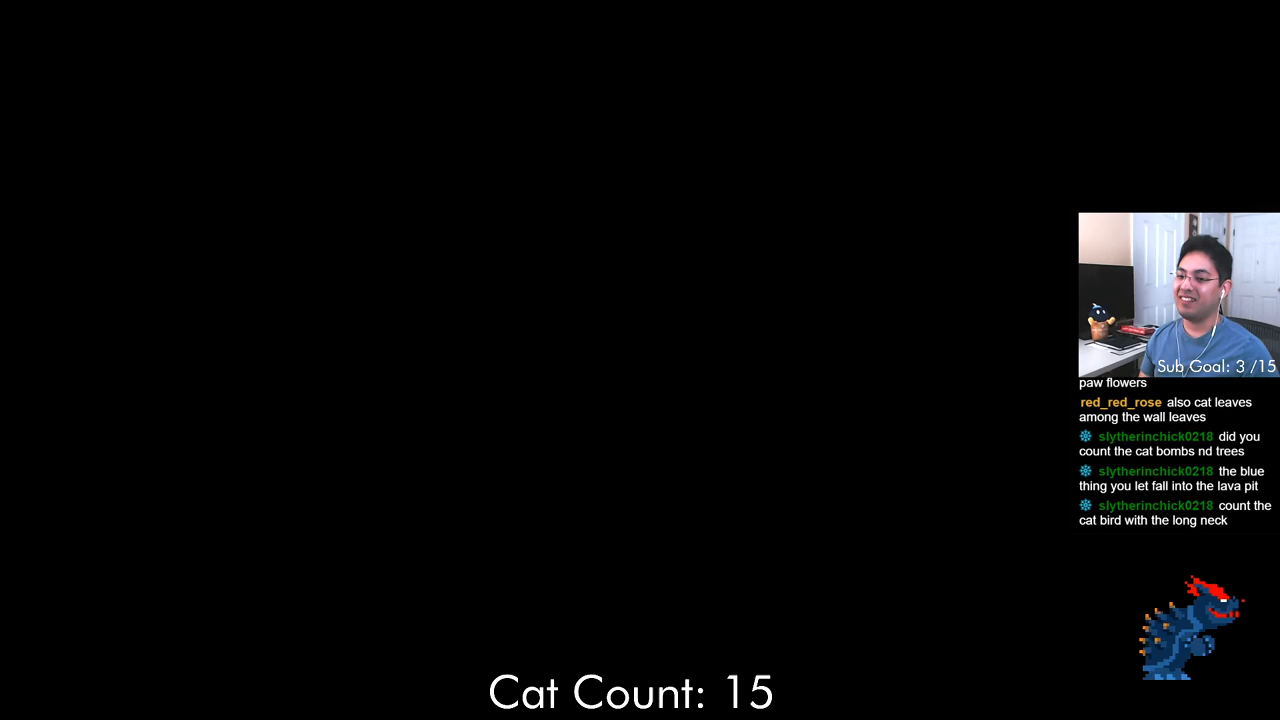 Sub Goal: 3 /15
paw flowers
red_red_rose also cat leaves
among the wall leaves
slytherinchick0218 did you
count the cat bombs nd trees
slytherinchick0218 the blue
thing you let fall into the lava pit
slytherinchick0218 count the
cat bird with the long neck
Cat Count: 15